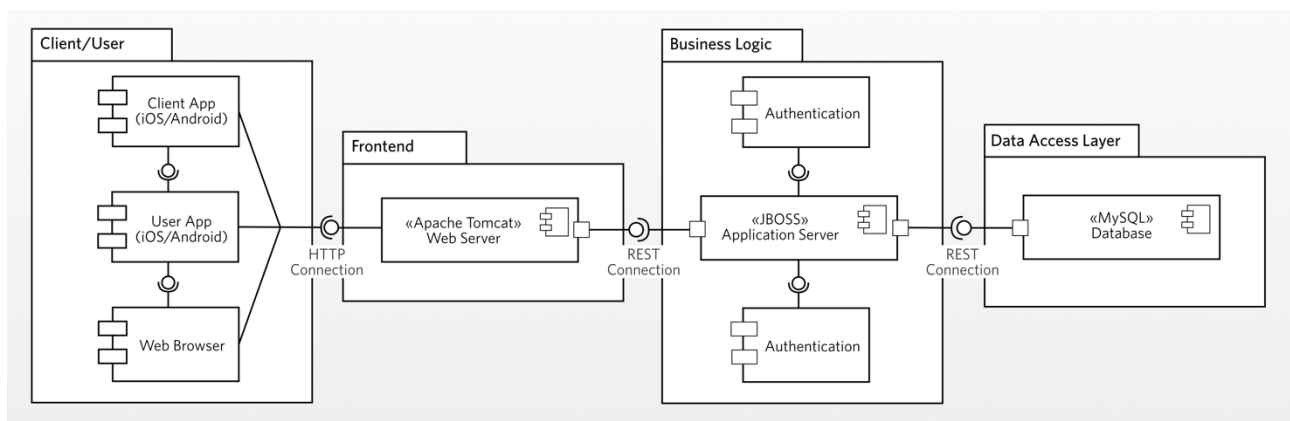 Client/User
Client App
(iOS/Android)
User App
(iOS/Android)
Web Browser
HTTP
Connection
Frontend
«Apache Tomcat»
Web Server
REST
Connection
Business Logic
Authentication
«JBOSS»
Application Server
Authentication
REST
Connection
Data Access Layer
«MySQL»
Database